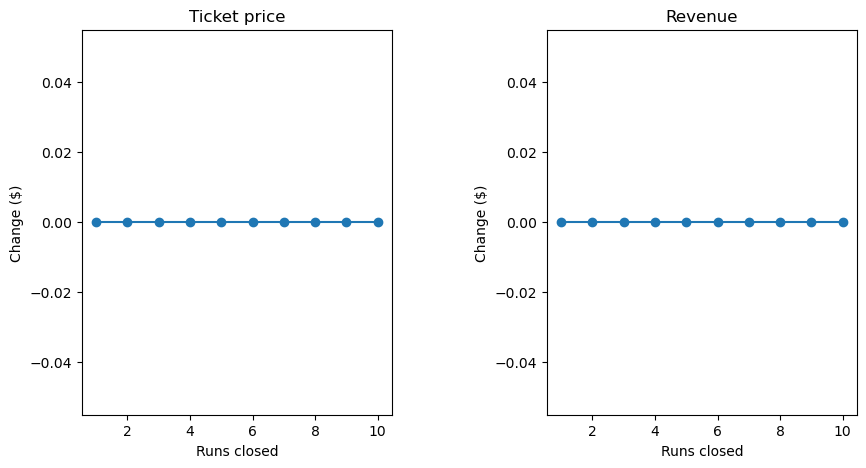 Ticket price
Change ($)
0.04
0.02
0.00
−0.02
−0.04
2 4 6 8 10
Runs closed
Revenue
Change ($)
0.04
0.02
0.00
−0.02
−0.04
2 4 6 8 10
Runs closed